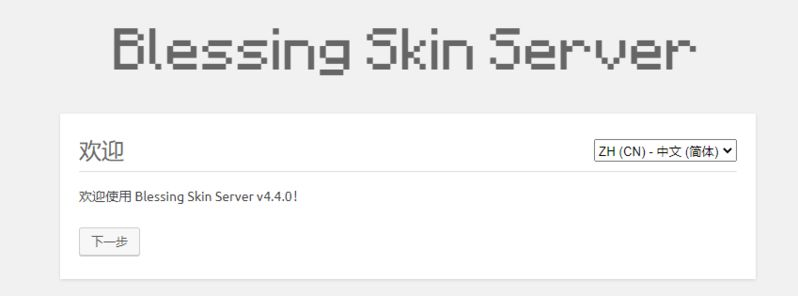 Blessing Skin Server
欢迎
ZH (CN) - 中文 (简体)
欢迎使用 Blessing Skin Server v4.4.0！
下一步